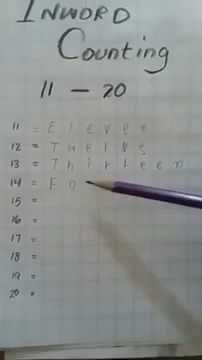 INWORD
Counting
11 - 20
11 = Eleven
12 = Twelve
13 = Thirteen
14 = Fo
15 =
16 =
17 =
18 =
19 =
20 =